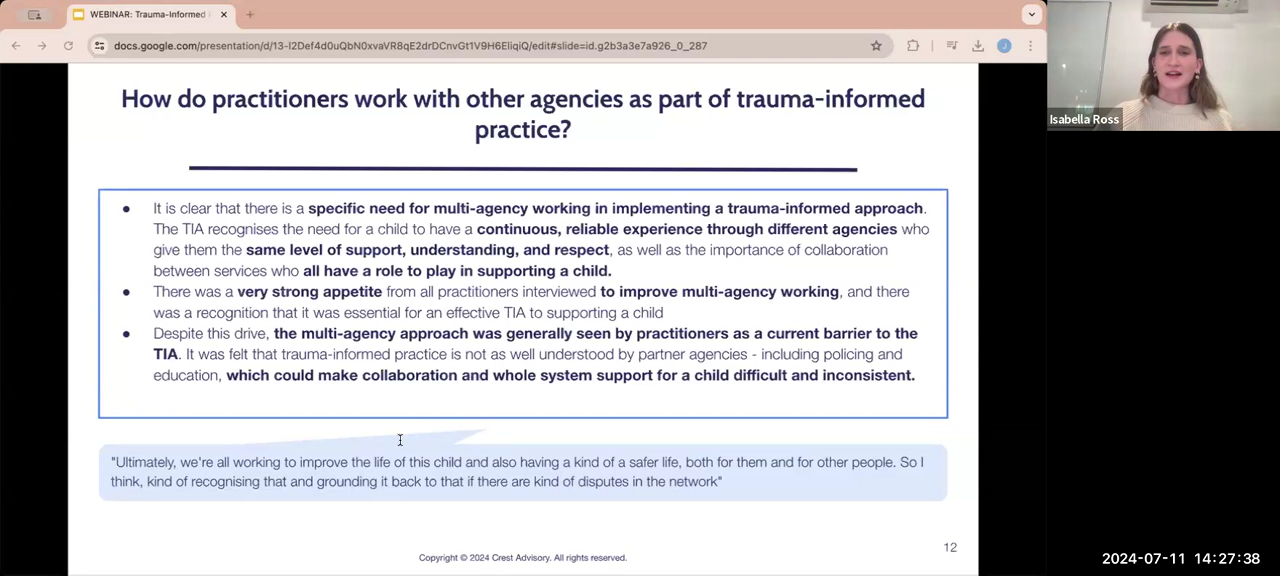 WEBINAR: Trauma-Informed
docs.google.com/presentation/d/13-l2Def4d0uQbN0xvaVR8qE2drDCnvGt1V9H6EliqiQ/edit#slide=id.g2b3a3e7a926_0_287
J
Isabella Ross
How do practitioners work with other agencies as part of trauma-informed
practice?
● It is clear that there is a specific need for multi-agency working in implementing a trauma-informed approach.
The TIA recognises the need for a child to have a continuous, reliable experience through different agencies who
give them the same level of support, understanding, and respect, as well as the importance of collaboration
between services who all have a role to play in supporting a child.
● There was a very strong appetite from all practitioners interviewed to improve multi-agency working, and there
was a recognition that it was essential for an effective TIA to supporting a child
● Despite this drive, the multi-agency approach was generally seen by practitioners as a current barrier to the
TIA. It was felt that trauma-informed practice is not as well understood by partner agencies - including policing and
education, which could make collaboration and whole system support for a child difficult and inconsistent.
"Ultimately, we're all working to improve the life of this child and also having a kind of a safer life, both for them and for other people. So I
think, kind of recognising that and grounding it back to that if there are kind of disputes in the network"
12
Copyright © 2024 Crest Advisory. All rights reserved.
2024-07-11 14:27:38